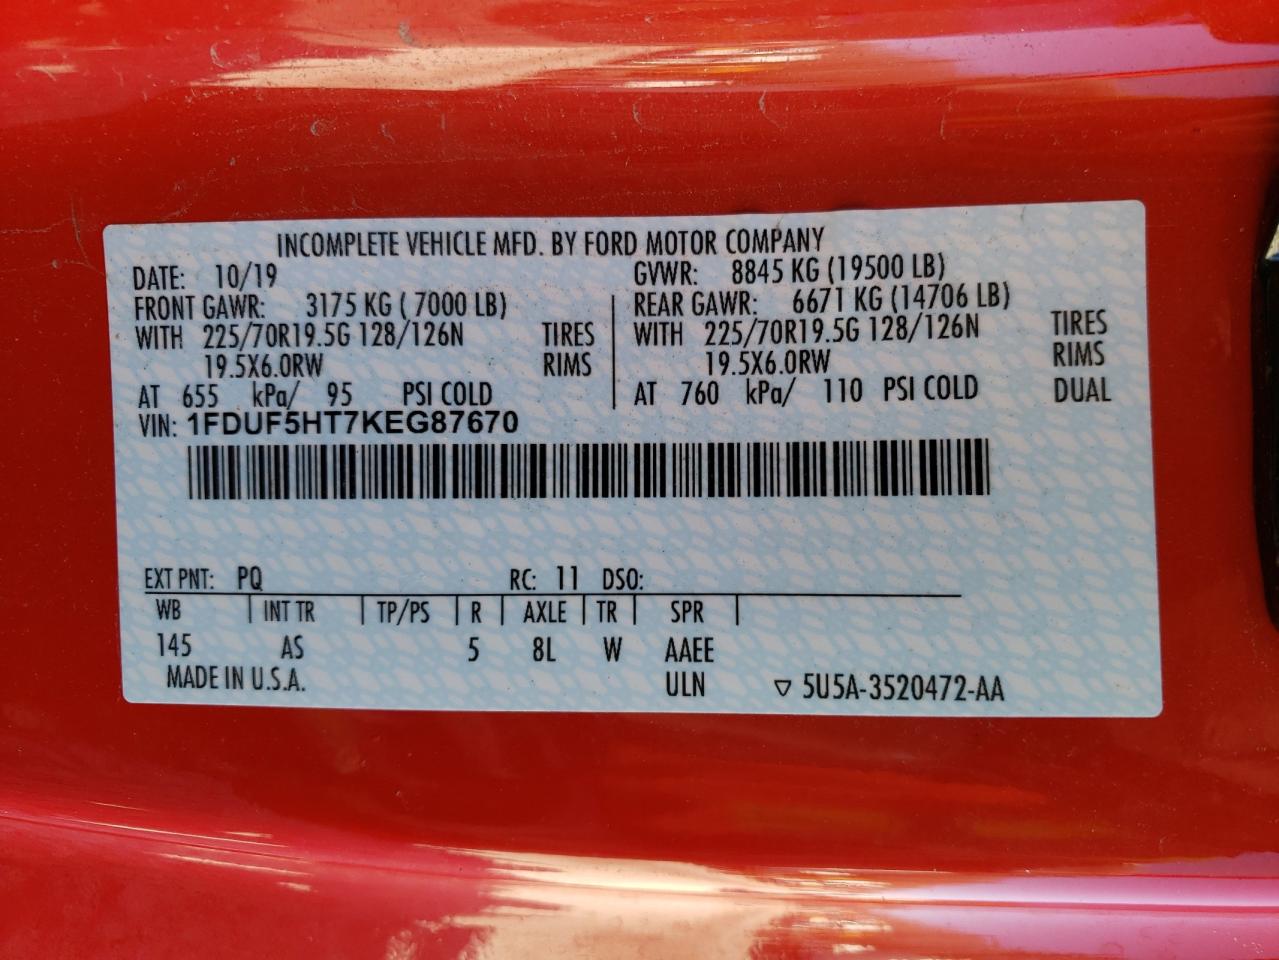 INCOMPLETE VEHICLE MFD. BY FORD MOTOR COMPANY
DATE: 10/19 GVWR: 8845 KG (19500 LB)
FRONT GAWR: 3175 KG ( 7000 LB) REAR GAWR: 6671 KG (14706 LB)
WITH 225/70R19.5G 128/126N TIRES WITH 225/70R19.5G 128/126N TIRES
19.5X6.0RW RIMS 19.5X6.0RW RIMS
AT 655 kPa/ 95 PSI COLD AT 760 kPa/ 110 PSI COLD DUAL
VIN: 1FDUF5HT7KEG87670
EXT PNT: PQ RC: 11 DSO:
WB INT TR TP/PS R AXLE TR SPR
145 AS 5 8L W AAEE
MADE IN U.S.A. ULN ▽ 5U5A-3520472-AA